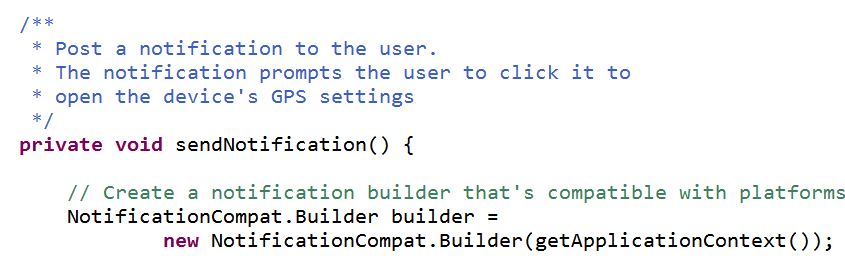 /**
 * Post a notification to the user.
 * The notification prompts the user to click it to
 * open the device's GPS settings
 */
private void sendNotification() {
// Create a notification builder that's compatible with platforms
NotificationCompat.Builder builder =
new NotificationCompat.Builder(getApplicationContext());